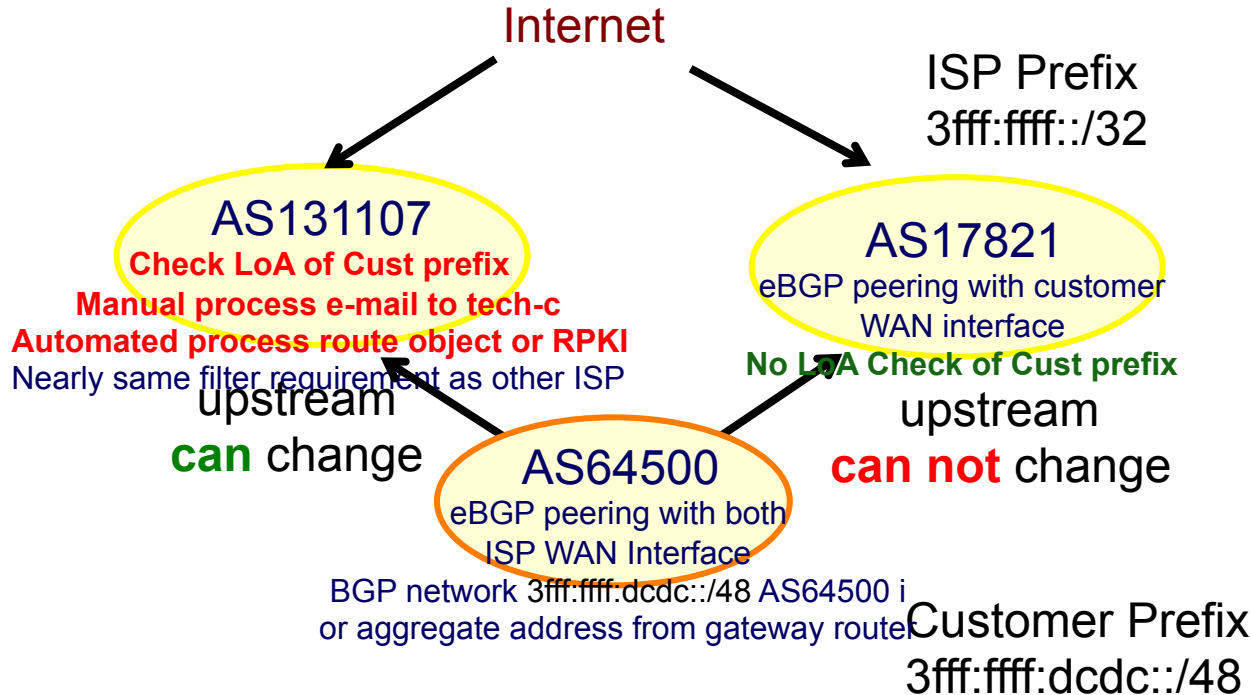 Internet
ISP Prefix
3fff:ffff::/32
AS131107
Check LoA of Cust prefix
Manual process e-mail to tech-c
Automated process route object or RPKI
Nearly same filter requirement as other ISP
upstream
can change
AS17821
eBGP peering with customer
WAN interface
No LoA Check of Cust prefix
upstream
can not change
AS64500
eBGP peering with both
ISP WAN Interface
BGP network 3fff:ffff:dcdc::/48 AS64500 i
or aggregate address from gateway router
Customer Prefix
3fff:ffff:dcdc::/48